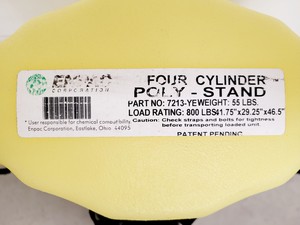 ENPAC
CORPORATION
FOUR CYLINDER
POLY - STAND
PART NO: 7213-YE WEIGHT: 55 LBS.
LOAD RATING: 800 LBS 41.75"x29.25"x46.5"
*User responsible for chemical compatibility
Enpac Corporation, Eastlake, Ohio 44095
Caution: Check straps and bolts for tightness
before transporting loaded unit.
PATENT PENDING